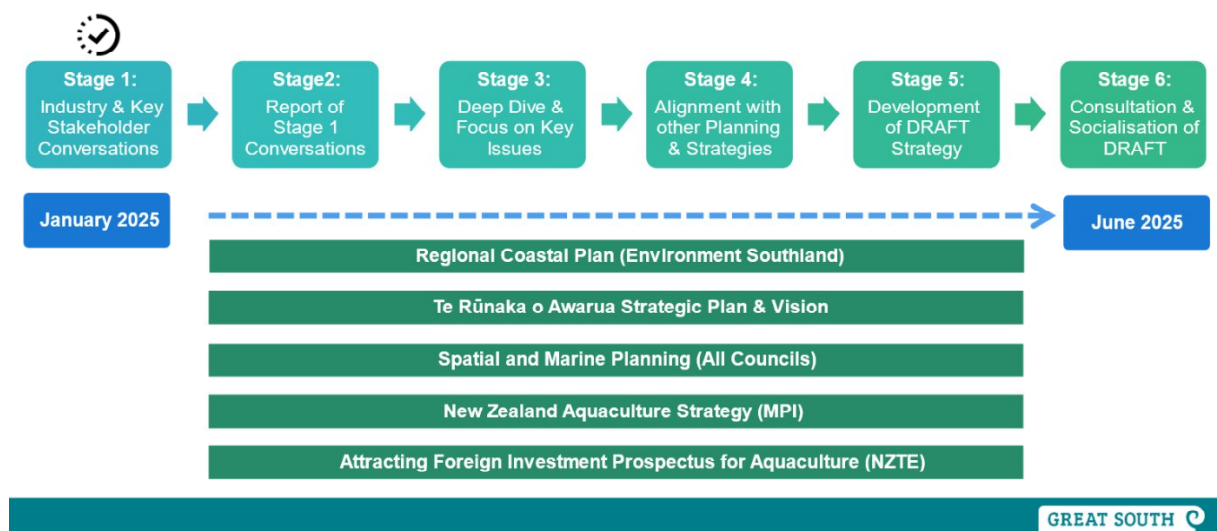 Stage 1:
Industry & Key
Stakeholder
Conversations
Stage2:
Report of
Stage 1
Conversations
Stage 3:
Deep Dive &
Focus on Key
Issues
Stage 4:
Alignment with
other Planning
& Strategies
Stage 5:
Development
of DRAFT
Strategy
Stage 6:
Consultation &
Socialisation of
DRAFT
January 2025
June 2025
Regional Coastal Plan (Environment Southland)
Te Rūnaka o Awarua Strategic Plan & Vision
Spatial and Marine Planning (All Councils)
New Zealand Aquaculture Strategy (MPI)
Attracting Foreign Investment Prospectus for Aquaculture (NZTE)
GREAT SOUTH